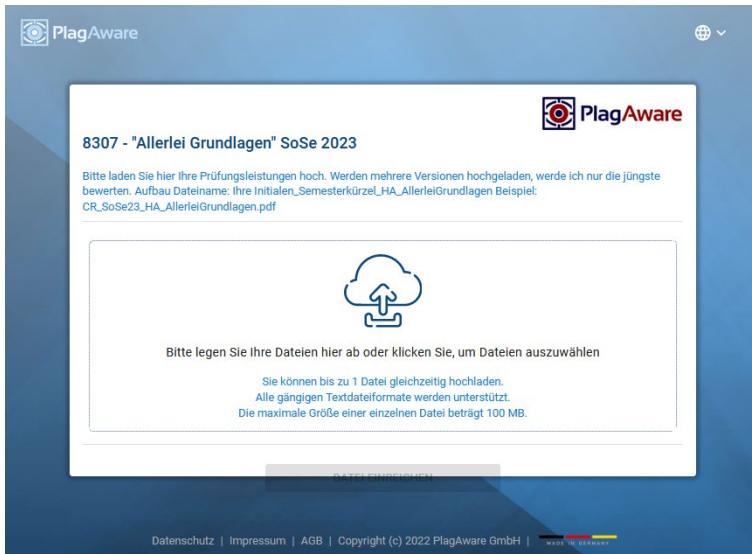 PlagAware
PlagAware
8307 - "Allerlei Grundlagen" SoSe 2023
Bitte laden Sie hier Ihre Prüfungsleistungen hoch. Werden mehrere Versionen hochgeladen, werde ich nur die jüngste
bewerten. Aufbau Dateiname: Ihre Initialen_Semesterkürzel_HA_AllerleiGrundlagen Beispiel:
CR_SoSe23_HA_AllerleiGrundlagen.pdf
Bitte legen Sie Ihre Dateien hier ab oder klicken Sie, um Dateien auszuwählen
Sie können bis zu 1 Datei gleichzeitig hochladen.
Alle gängigen Textdateiformate werden unterstützt.
Die maximale Größe einer einzelnen Datei beträgt 100 MB.
DATEI EINREICHEN
Datenschutz | Impressum | AGB | Copyright (c) 2022 PlagAware GmbH | MADE IN GERMANY